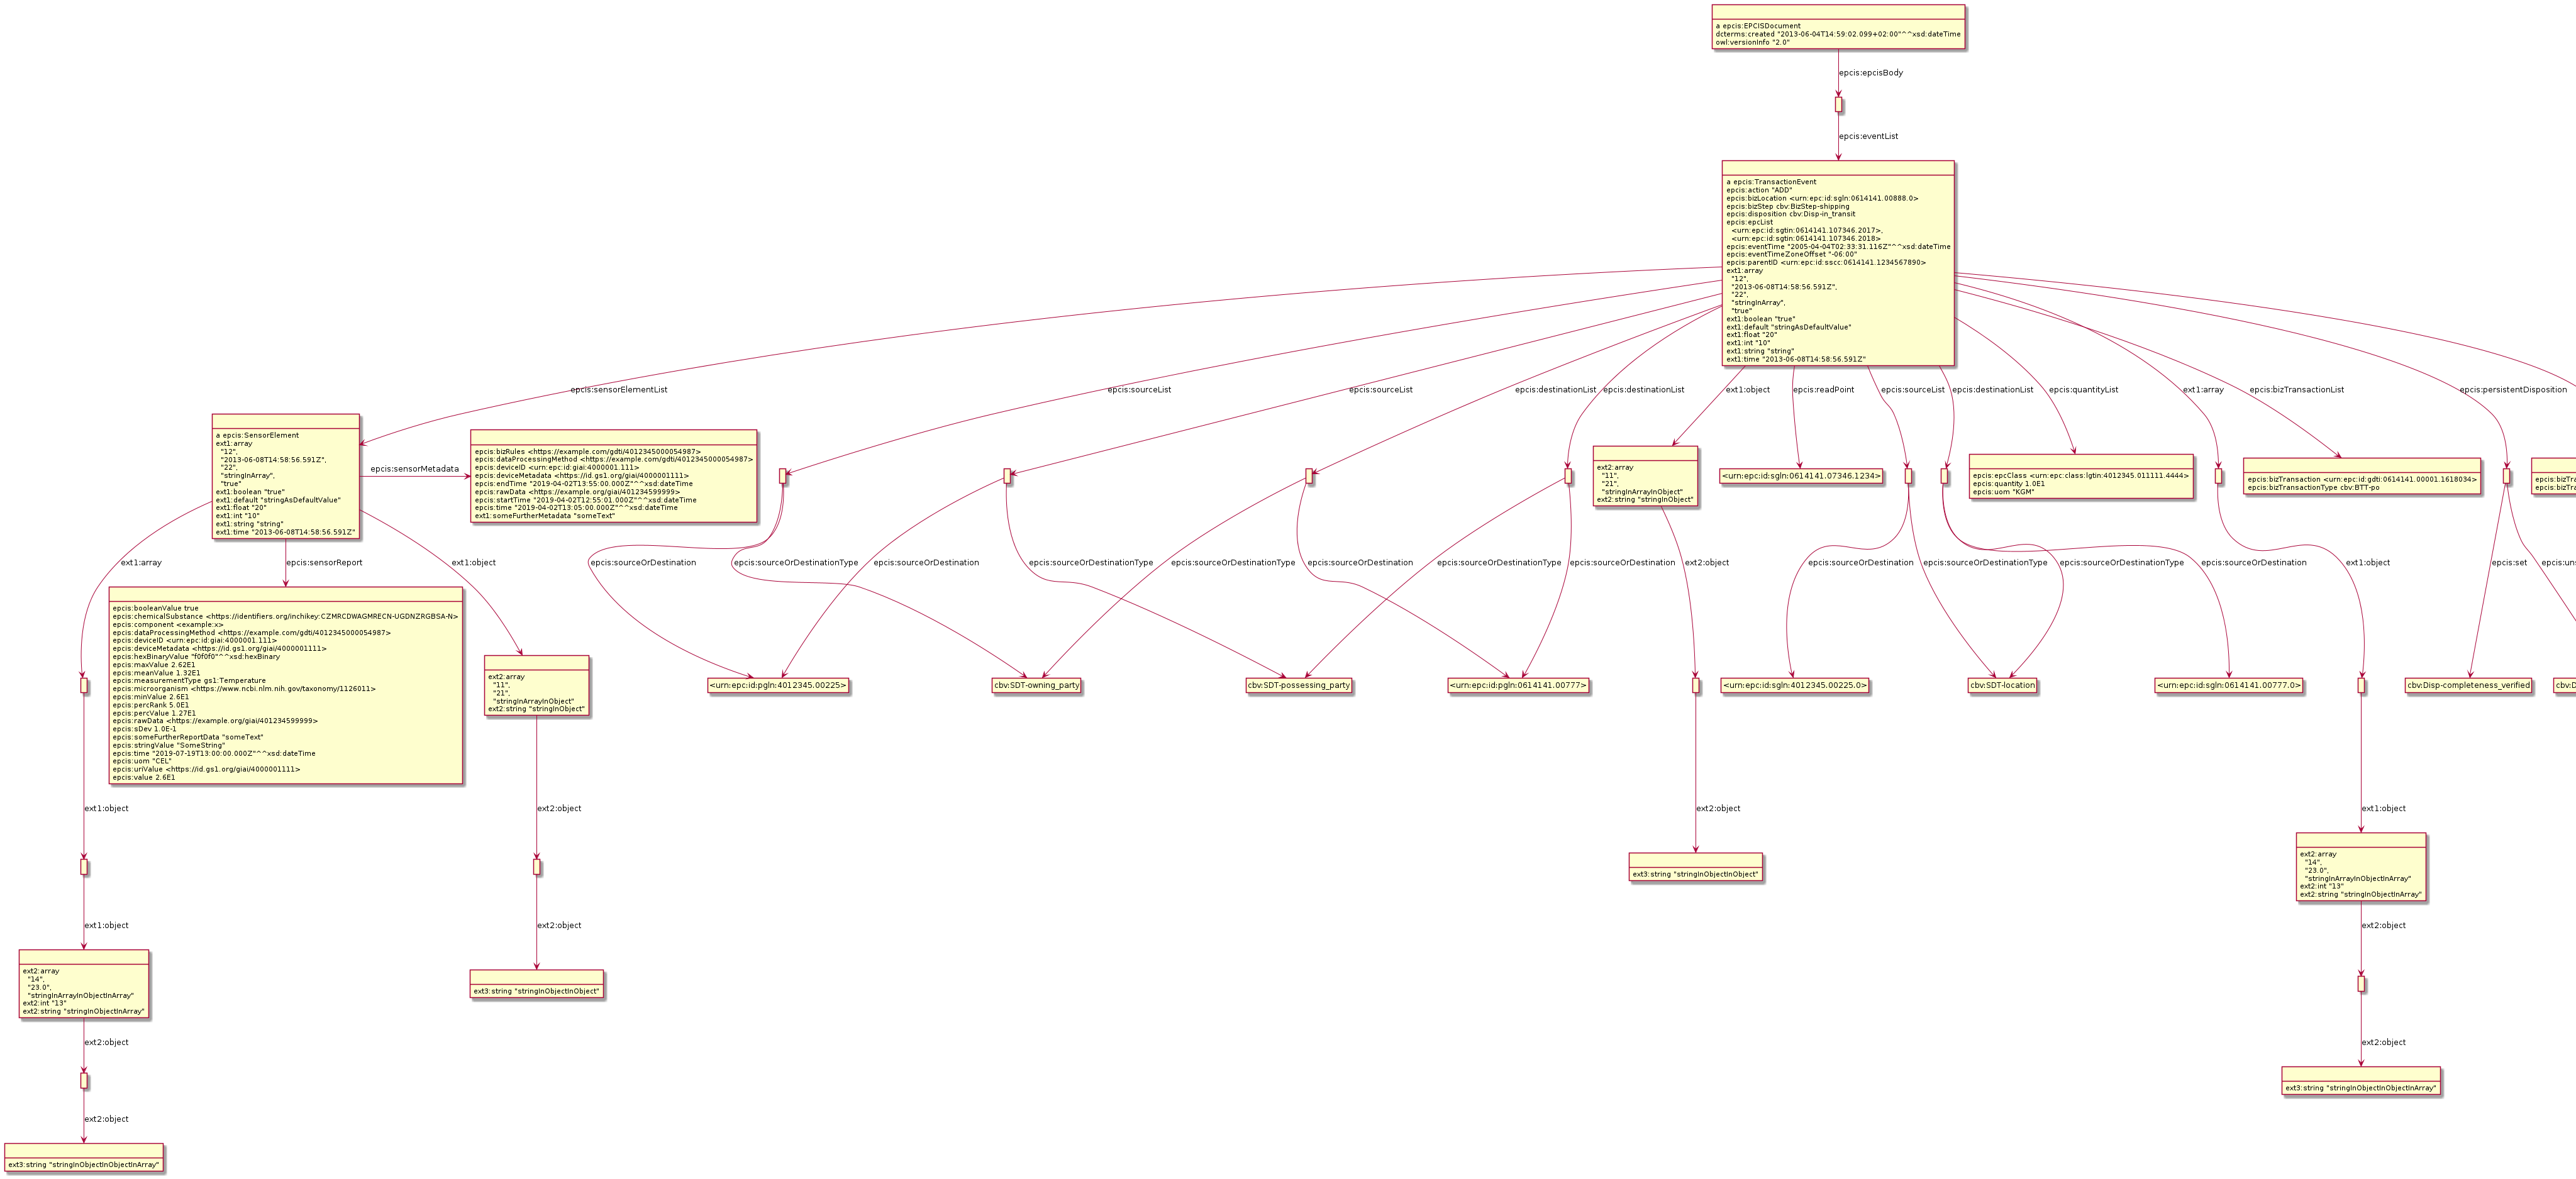 a epcis:EPCISDocument
dcterms:created "2013-06-04T14:59:02.099+02:00"^^xsd:dateTime
owl:versionInfo "2.0"
epcis:epcisBody
epcis:eventList
a epcis:TransactionEvent
epcis:action "ADD"
epcis:bizLocation <urn:epc:id:sgln:0614141.00888.0>
epcis:bizStep cbv:BizStep-shipping
epcis:disposition cbv:Disp-in_transit
epcis:epcList
<urn:epc:id:sgtin:0614141.107346.2017>,
<urn:epc:id:sgtin:0614141.107346.2018>
epcis:eventTime "2005-04-04T02:33:31.116Z"^^xsd:dateTime
epcis:eventTimeZoneOffset "-06:00"
epcis:parentID <urn:epc:id:sscc:0614141.1234567890>
ext1:array
"12",
"2013-06-08T14:58:56.591Z",
"22",
"stringInArray",
"true"
ext1:boolean "true"
ext1:default "stringAsDefaultValue"
ext1:float "20"
ext1:int "10"
ext1:string "string"
ext1:time "2013-06-08T14:58:56.591Z"
epcis:sensorElementList
epcis:sourceList
epcis:sourceList
epcis:destinationList
epcis:destinationList
ext1:object
epcis:readPoint
epcis:sourceList
epcis:destinationList
epcis:quantityList
ext1:array
epcis:bizTransactionList
epcis:persistentDisposition
a epcis:SensorElement
ext1:array
"12",
"2013-06-08T14:58:56.591Z",
"22",
"stringInArray",
"true"
ext1:boolean "true"
ext1:default "stringAsDefaultValue"
ext1:float "20"
ext1:int "10"
ext1:string "string"
ext1:time "2013-06-08T14:58:56.591Z"
epcis:sensorMetadata
epcis:bizRules <https://example.com/gdti/4012345000054987>
epcis:dataProcessingMethod <https://example.com/gdti/4012345000054987>
epcis:deviceID <urn:epc:id:giai:4000001.111>
epcis:deviceMetadata <https://id.gs1.org/giai/4000001111>
epcis:endTime "2019-04-02T13:55:00.000Z"^^xsd:dateTime
epcis:rawData <https://example.org/giai/401234599999>
epcis:startTime "2019-04-02T12:55:01.000Z"^^xsd:dateTime
epcis:time "2019-04-02T13:05:00.000Z"^^xsd:dateTime
ext1:someFurtherMetadata "someText"
ext2:array
"11",
"21",
"stringInArrayInObject"
ext2:string "stringInObject"
<urn:epc:id:sgln:0614141.07346.1234>
epcis:epcClass <urn:epc:class:lgtin:4012345.011111.4444>
epcis:quantity 1.0E1
epcis:uom "KGM"
epcis:bizTransaction <urn:epc:id:gdti:0614141.00001.1618034>
epcis:bizTransactionType cbv:BTT-po
epcis:bizTra
epcis:bizTra
ext1:array
epcis:sensorReport
ext1:object
epcis:sourceOrDestination
epcis:sourceOrDestinationType
epcis:sourceOrDestination
epcis:sourceOrDestinationType
epcis:sourceOrDestinationType
epcis:sourceOrDestination
epcis:sourceOrDestinationType
epcis:sourceOrDestination
ext2:object
epcis:sourceOrDestination
epcis:sourceOrDestinationType
epcis:sourceOrDestinationType
epcis:sourceOrDestination
ext1:object
epcis:set
epcis:uns
epcis:booleanValue true
epcis:chemicalSubstance <https://identifiers.org/inchikey:CZMRCDWAGMRECN-UGDNZRGBSA-N>
epcis:component <example:x>
epcis:dataProcessingMethod <https://example.com/gdti/4012345000054987>
epcis:deviceID <urn:epc:id:giai:4000001.111>
epcis:deviceMetadata <https://id.gs1.org/giai/4000001111>
epcis:hexBinaryValue "f0f0f0"^^xsd:hexBinary
epcis:maxValue 2.62E1
epcis:meanValue 1.32E1
epcis:measurementType gs1:Temperature
epcis:microorganism <https://www.ncbi.nlm.nih.gov/taxonomy/1126011>
epcis:minValue 2.6E1
epcis:percRank 5.0E1
epcis:percValue 1.27E1
epcis:rawData <https://example.org/giai/401234599999>
epcis:sDev 1.0E-1
epcis:someFurtherReportData "someText"
epcis:stringValue "SomeString"
epcis:time "2019-07-19T13:00:00.000Z"^^xsd:dateTime
epcis:uom "CEL"
epcis:uriValue <https://id.gs1.org/giai/4000001111>
epcis:value 2.6E1
ext2:array
"11",
"21",
"stringInArrayInObject"
ext2:string "stringInObject"
<urn:epc:id:pgln:4012345.00225>
cbv:SDT-owning_party
cbv:SDT-possessing_party
<urn:epc:id:pgln:0614141.00777>
<urn:epc:id:sgln:4012345.00225.0>
cbv:SDT-location
<urn:epc:id:sgln:0614141.00777.0>
cbv:Disp-completeness_verified
cbv:D
ext1:object
ext2:object
ext2:object
ext1:object
ext3:string "stringInObjectInObject"
ext2:array
"14",
"23.0",
"stringInArrayInObjectInArray"
ext2:int "13"
ext2:string "stringInObjectInArray"
ext1:object
ext2:object
ext2:object
ext2:array
"14",
"23.0",
"stringInArrayInObjectInArray"
ext2:int "13"
ext2:string "stringInObjectInArray"
ext3:string "stringInObjectInObject"
ext2:object
ext2:object
ext3:string "stringInObjectInObjectInArray"
ext2:object
ext3:string "stringInObjectInObjectInArray"